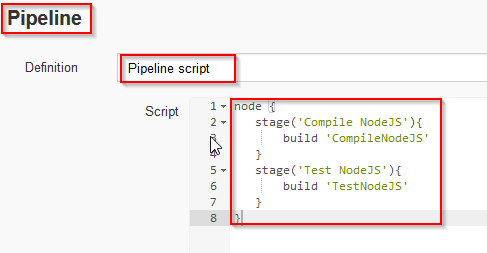 Pipeline
Definition
Pipeline script
Script
1 node {
2 stage('Compile NodeJS'){
3 build 'CompileNodeJS'
4 }
5 stage('Test NodeJS'){
6 build 'TestNodeJS'
7 }
8 }